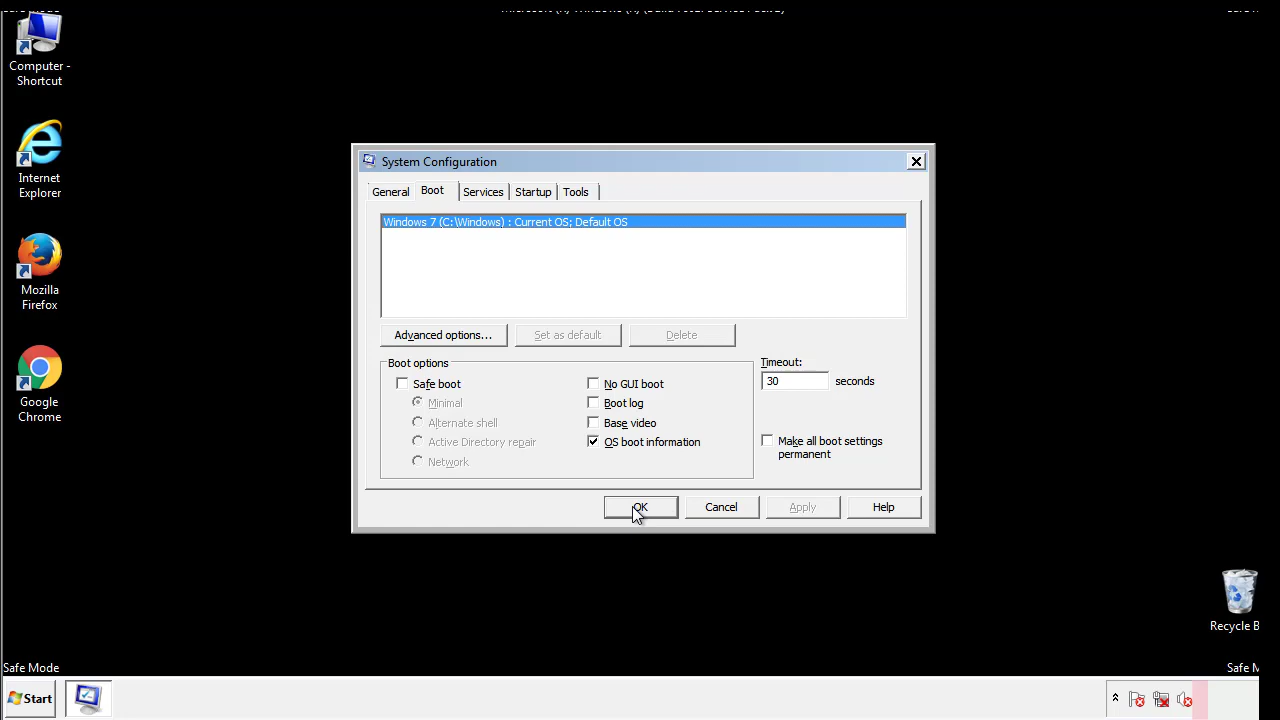 Computer -
Shortcut
Internet
Explorer
Mozilla
Firefox
Google
Chrome
System Configuration
General
Boot
Services
Startup
Tools
Windows 7 (C:\Windows) : Current OS; Default OS
Advanced options...
Set as default
Delete
Boot options
Safe boot
Minimal
Alternate shell
Active Directory repair
Network
No GUI boot
Boot log
Base video
OS boot information
Timeout:
30 seconds
Make all boot settings
permanent
OK
Cancel
Apply
Help
Recycle B
Safe Mode
Safe M
Start